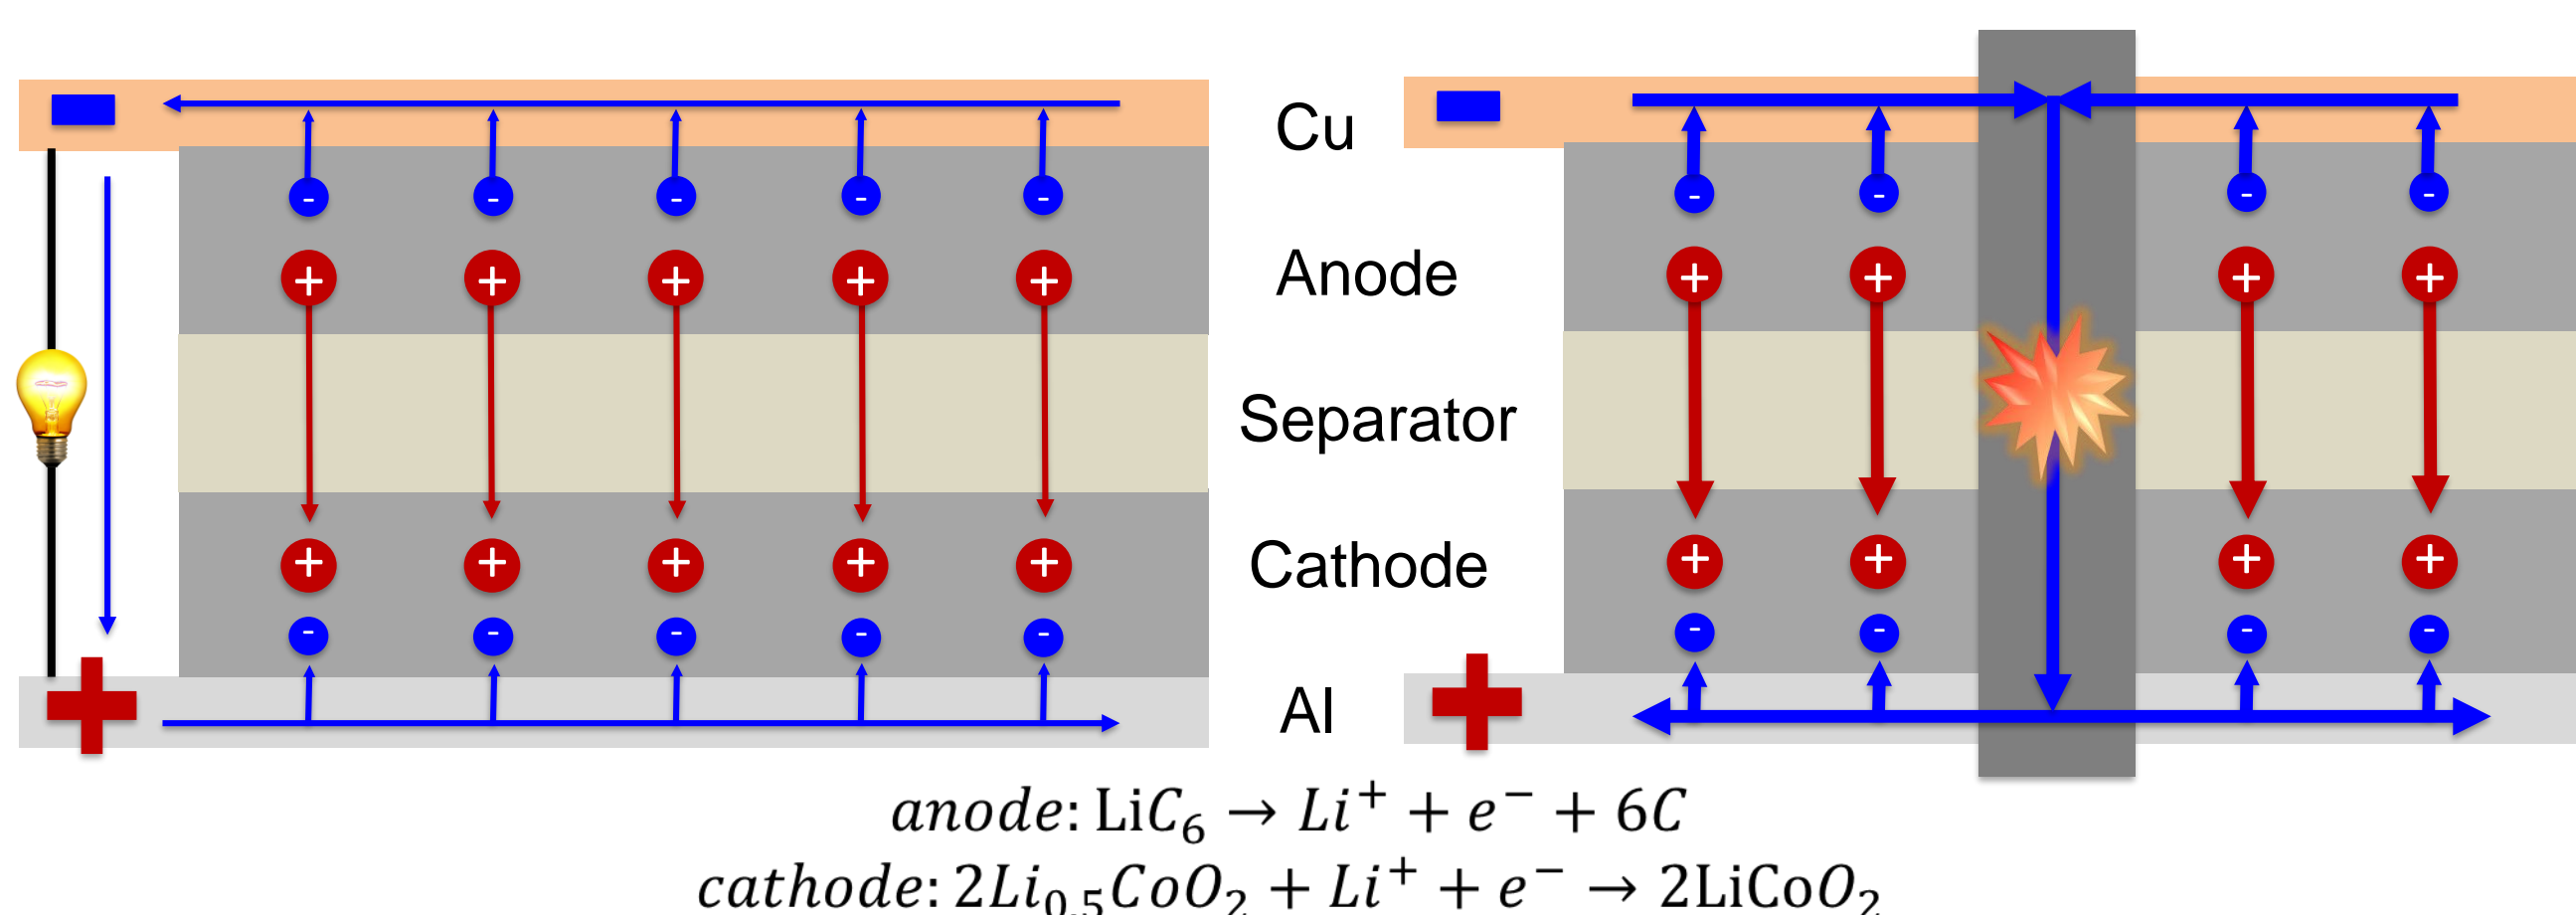 Cu
Anode
Separator
Cathode
Al
anode: LiC₆ → Li⁺ + e⁻ + 6C
cathode: 2Li₀.₅CoO₂ + Li⁺ + e⁻ → 2LiCoO₂